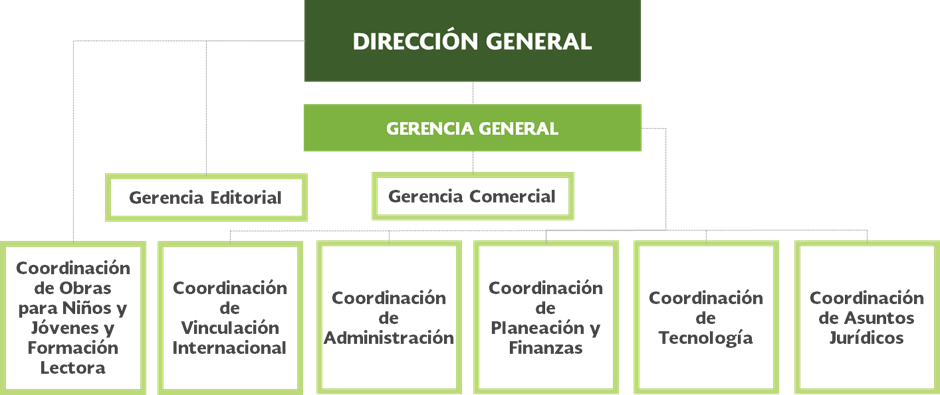 DIRECCIÓN GENERAL
GERENCIA GENERAL
Gerencia Editorial
Gerencia Comercial
Coordinación
de Obras
para Niños y
Jóvenes y
Formación
Lectora
Coordinación
de
Vinculación
Internacional
Coordinación
de
Administración
Coordinación
de
Planeación y
Finanzas
Coordinación
de
Tecnología
Coordinación
de Asuntos
Jurídicos